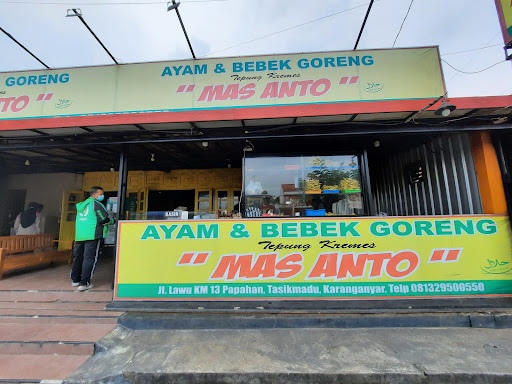 AYAM & BEBEK GORENG
Tepung Kremes
" MAS ANTO "
GORENG
KASIR
AYAM & BEBEK GORENG
Tepung Kremes
" MAS ANTO "
Jl. Lawu KM 13 Papahan, Tasikmadu, Karanganyar. Telp 081329500550